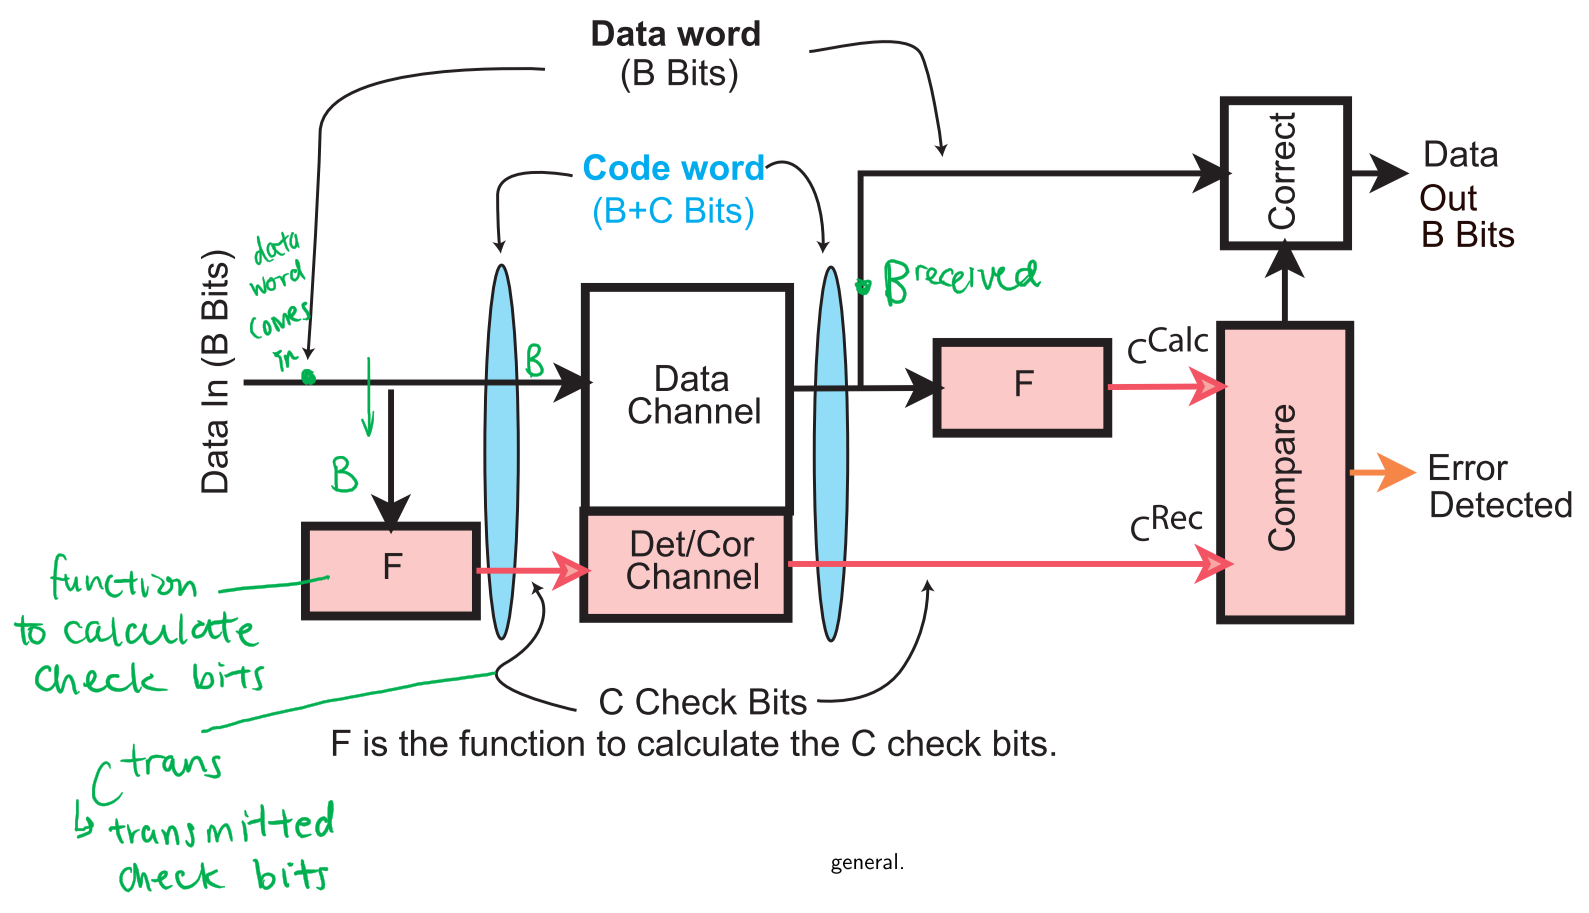 Data word
(B Bits)
Code word
(B+C Bits)
Data In (B Bits)
data
word
comes
in
B
B
F
Data
Channel
Det/Cor
Channel
B received
F
C Calc
C Rec
Compare
Correct
Data
Out
B Bits
Error
Detected
function
to calculate
check bits
C Check Bits
F is the function to calculate the C check bits.
C trans
↳ transmitted
check bits
general.